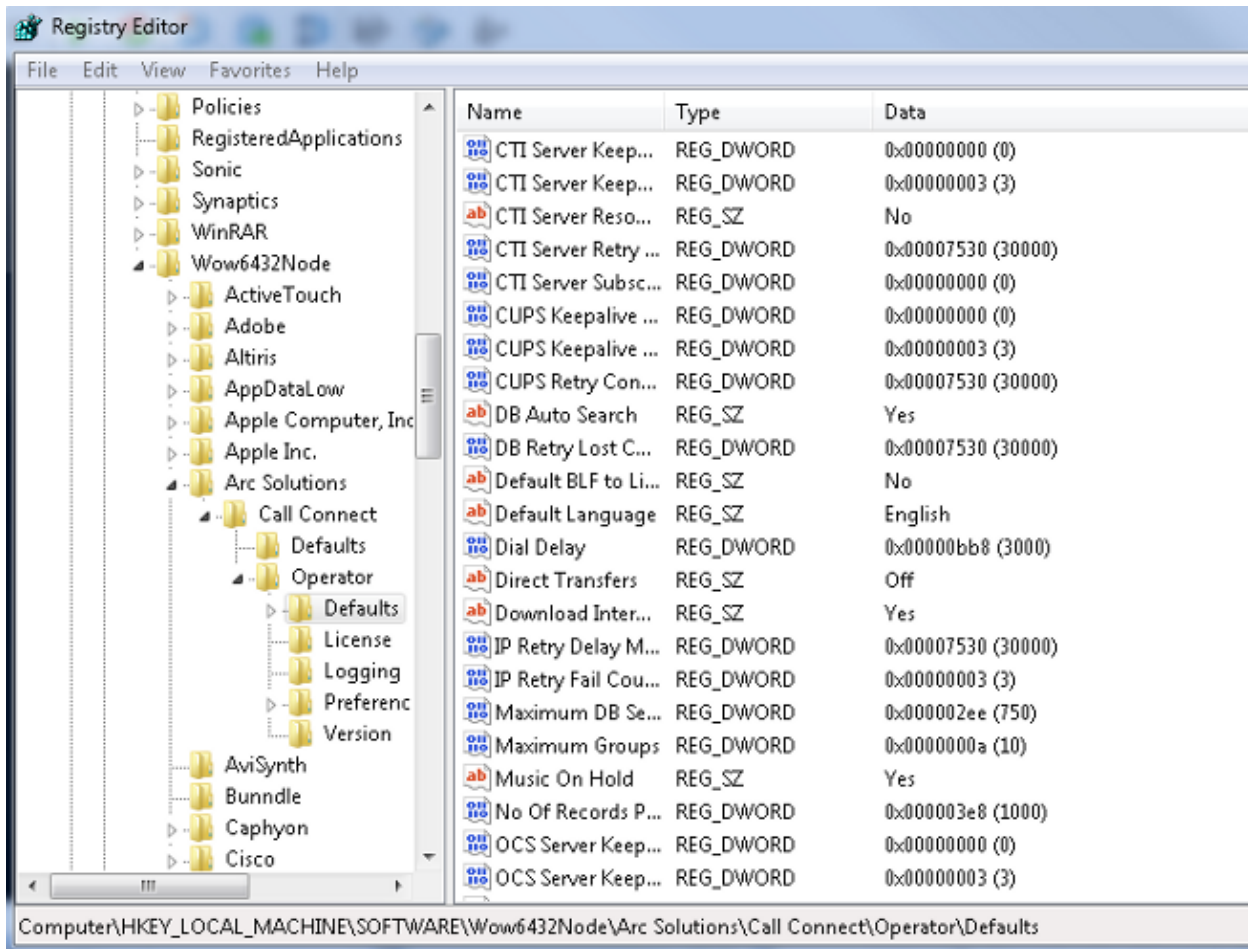 Registry Editor
File Edit View Favorites Help
Policies
RegisteredApplications
Sonic
Synaptics
WinRAR
Wow6432Node
ActiveTouch
Adobe
Altiris
AppDataLow
Apple Computer, Inc
Apple Inc.
Arc Solutions
Call Connect
Defaults
Operator
Defaults
License
Logging
Preferenc
Version
AviSynth
Bunndle
Caphyon
Cisco
Name Type Data
CTI Server Keep... REG_DWORD 0x00000000 (0)
CTI Server Keep... REG_DWORD 0x00000003 (3)
CTI Server Reso... REG_SZ No
CTI Server Retry ... REG_DWORD 0x00007530 (30000)
CTI Server Subsc... REG_DWORD 0x00000000 (0)
CUPS Keepalive ... REG_DWORD 0x00000000 (0)
CUPS Keepalive ... REG_DWORD 0x00000003 (3)
CUPS Retry Con... REG_DWORD 0x00007530 (30000)
DB Auto Search REG_SZ Yes
DB Retry Lost C... REG_DWORD 0x00007530 (30000)
Default BLF to Li... REG_SZ No
Default Language REG_SZ English
Dial Delay REG_DWORD 0x00000bb8 (3000)
Direct Transfers REG_SZ Off
Download Inter... REG_SZ Yes
IP Retry Delay M... REG_DWORD 0x00007530 (30000)
IP Retry Fail Cou... REG_DWORD 0x00000003 (3)
Maximum DB Se... REG_DWORD 0x000002ee (750)
Maximum Groups REG_DWORD 0x0000000a (10)
Music On Hold REG_SZ Yes
No Of Records P... REG_DWORD 0x000003e8 (1000)
OCS Server Keep... REG_DWORD 0x00000000 (0)
OCS Server Keep... REG_DWORD 0x00000003 (3)
Computer\HKEY_LOCAL_MACHINE\SOFTWARE\Wow6432Node\Arc Solutions\Call Connect\Operator\Defaults